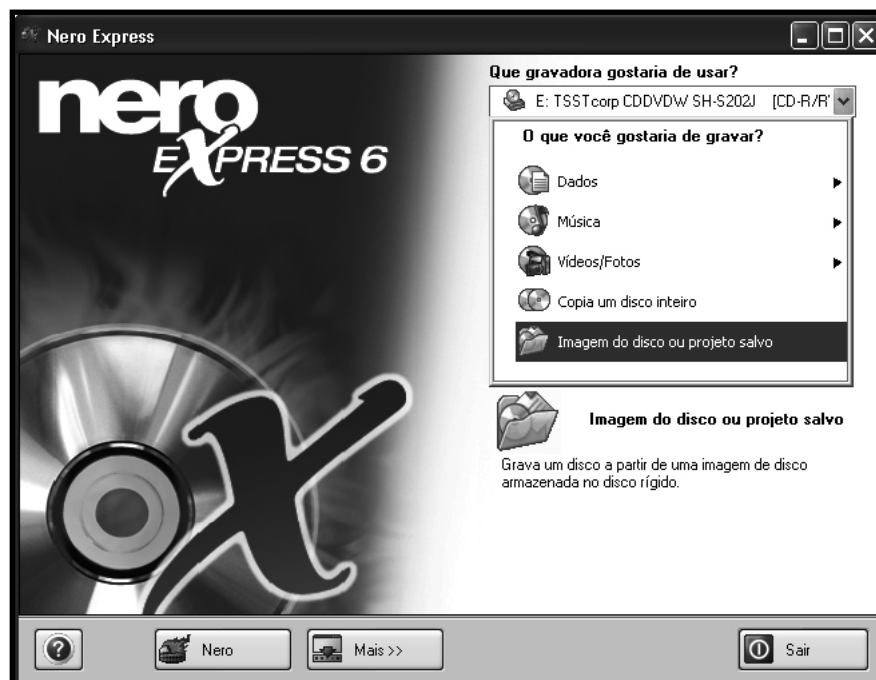 Nero Express
nero
EXPRESS 6
Que gravadora gostaria de usar?
E: TSSTcorp CDDVDW SH-S202J [CD-R/R'
O que você gostaria de gravar?
Dados
Música
Vídeos/Fotos
Copia um disco inteiro
Imagem do disco ou projeto salvo
Imagem do disco ou projeto salvo
Grava um disco a partir de uma imagem de disco
armazenada no disco rígido.
? Nero Mais >> Sair